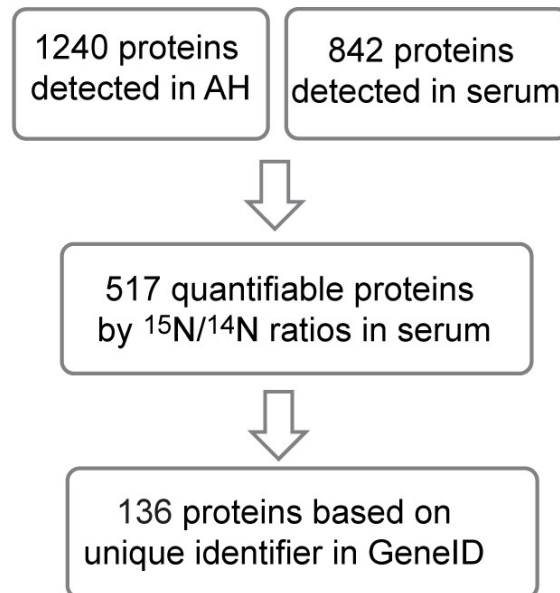 1240 proteins
detected in AH
842 proteins
detected in serum
517 quantifiable proteins
by ¹⁵N/¹⁴N ratios in serum
136 proteins based on
unique identifier in GeneID